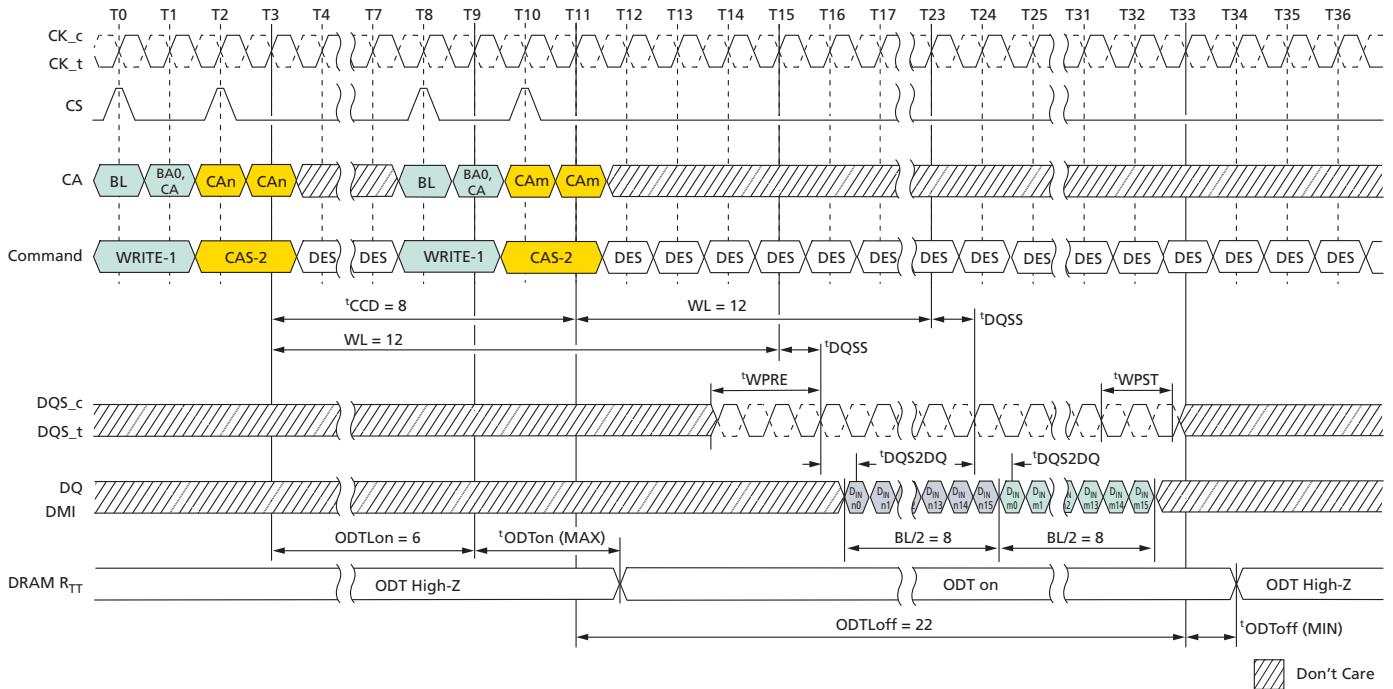 T0 T1 T2 T3 T4 T7 T8 T9 T10 T11 T12 T13 T14 T15 T16 T17 T23 T24 T25 T31 T32 T33 T34 T35 T36
CK_c
CK_t
CS
CA BL BA0, CA CAn CAn BL BA0, CA CAm CAm
Command WRITE-1 CAS-2 DES DES WRITE-1 CAS-2 DES DES DES DES DES DES DES DES DES DES DES DES DES DES DES
tCCD = 8 WL = 12 tDQSS
WL = 12 tDQSS
tWPRE tWPST
DQS_c
DQS_t
tDQS2DQ tDQS2DQ
DQ
DMI
DIN n0 DIN n1 DIN n13 DIN n14 DIN n15 DIN m0 DIN m1 DIN m13 DIN m14 DIN m15
ODTLon = 6 tODTon (MAX) BL/2 = 8 BL/2 = 8
DRAM RTT ODT High-Z ODT on ODT High-Z
ODTLoff = 22 tODToff (MIN)
Don't Care